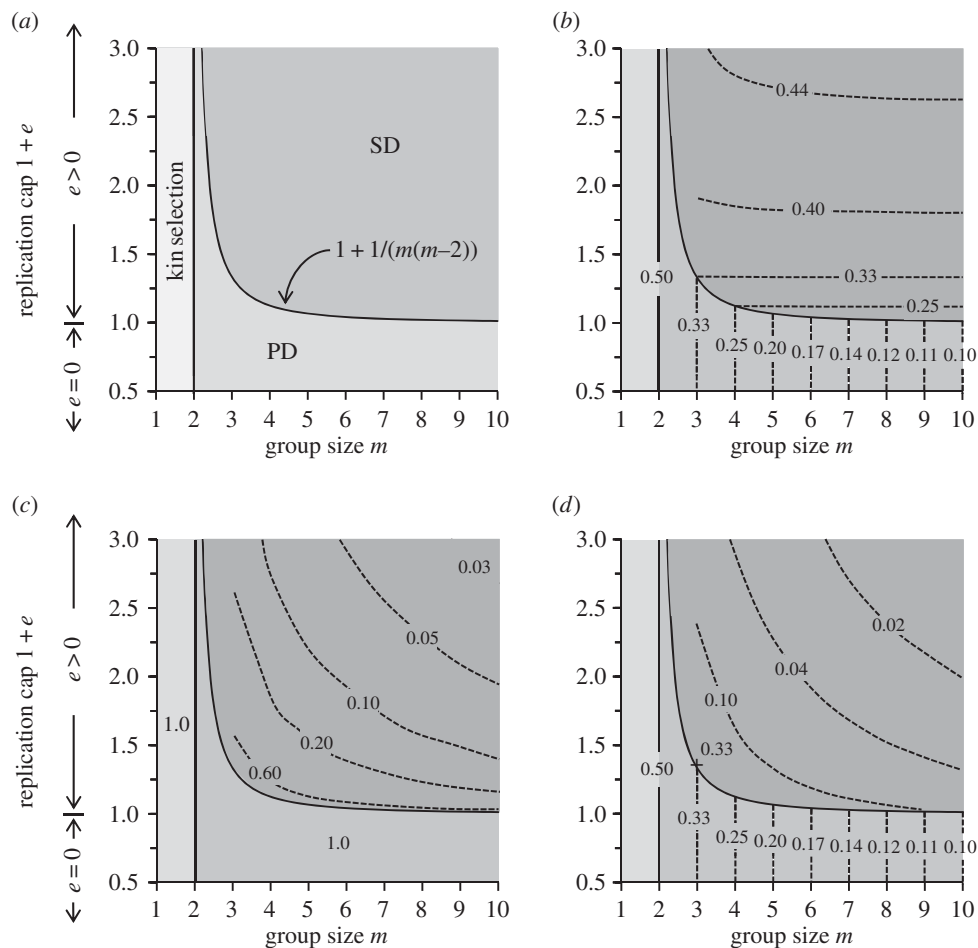 (a)
replication cap 1 + e
e > 0
e = 0
3.0
2.5
2.0
1.5
1.0
0.5
kin selection
SD
1 + 1/(m(m–2))
PD
1 2 3 4 5 6 7 8 9 10
group size m
(b)
3.0
2.5
2.0
1.5
1.0
0.5
0.44
0.40
0.50
0.33
0.25
0.33
0.25
0.20
0.17
0.14
0.12
0.11
0.10
1 2 3 4 5 6 7 8 9 10
group size m
(c)
replication cap 1 + e
e > 0
e = 0
3.0
2.5
2.0
1.5
1.0
0.5
0.03
0.05
0.10
1.0
0.20
0.60
1.0
1 2 3 4 5 6 7 8 9 10
group size m
(d)
3.0
2.5
2.0
1.5
1.0
0.5
0.02
0.04
0.10
0.33
0.50
0.33
0.25
0.20
0.17
0.14
0.12
0.11
0.10
1 2 3 4 5 6 7 8 9 10
group size m